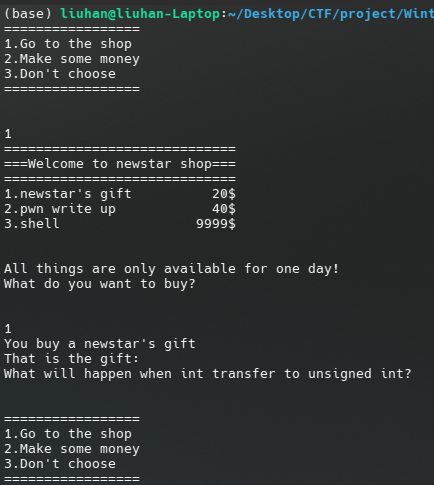 (base) liuhan@liuhan-Laptop:~/Desktop/CTF/project/Wint
=================
1.Go to the shop
2.Make some money
3.Don't choose
=================
1
=============================
===Welcome to newstar shop===
=============================
1.newstar's gift          20$
2.pwn write up            40$
3.shell                 9999$
All things are only available for one day!
What do you want to buy?
1
You buy a newstar's gift
That is the gift:
What will happen when int transfer to unsigned int?
=================
1.Go to the shop
2.Make some money
3.Don't choose
=================